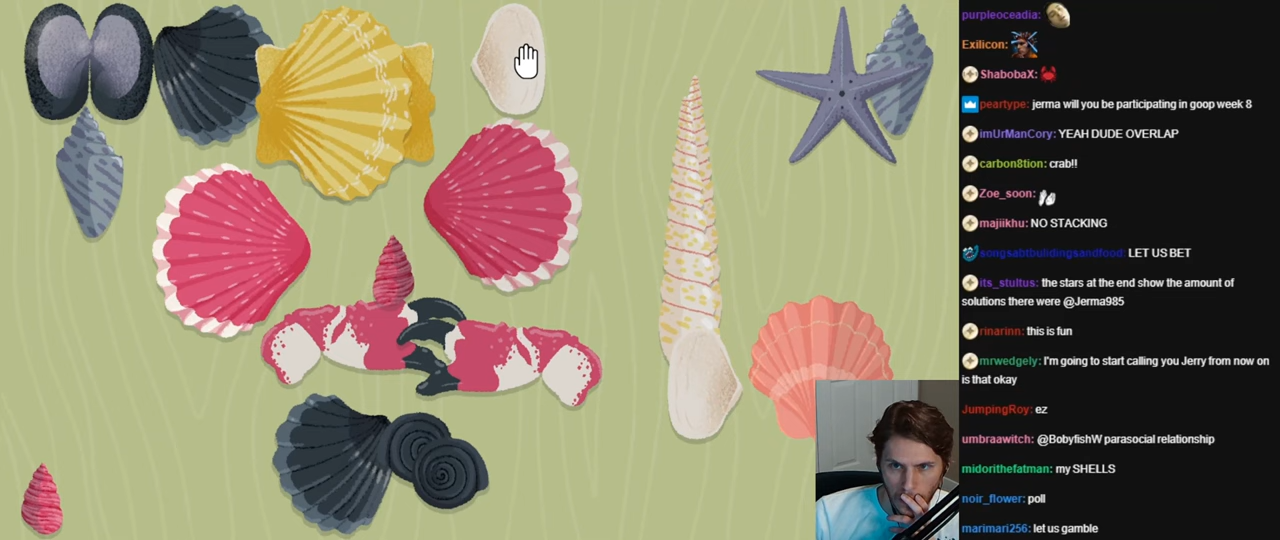 purpleoceadia:
Exilicon:
ShabobaX:
peartype: jerma will you be participating in goop week 8
imUrManCory: YEAH DUDE OVERLAP
carbon8tion: crab!!
Zoe_soon:
majiikhu: NO STACKING
songsabtbuildingsandfood: LET US BET
its_stultus: the stars at the end show the amount of
solutions there were @Jerma985
rinarinn: this is fun
mrwedgely: I'm going to start calling you Jerry from now on
is that okay
JumpingRoy: ez
umbraawitch: @BobyfishW parasocial relationship
midorithefatman: my SHELLS
noir_flower: poll
marimari256: let us gamble